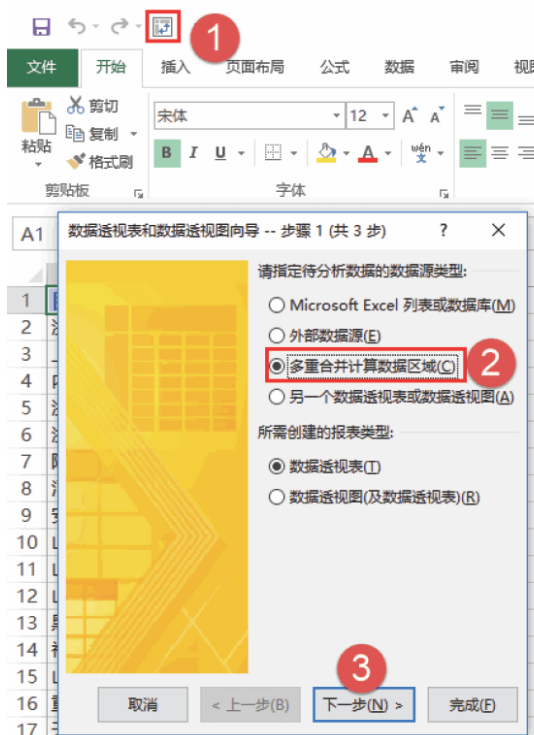 1
文件 开始 插入 页面布局 公式 数据 审阅
剪切
宋体 12 A A
复制
粘贴
格式刷
B I U A wén 文
剪贴板 字体
A1 数据透视表和数据透视图向导 -- 步骤 1 (共 3 步) ? ×
请指定待分析数据的数据源类型:
1 Microsoft Excel 列表或数据库(M)
2 外部数据源(E)
3 多重合并计算数据区域(C) 2
4
5 另一个数据透视表或数据透视图(A)
6 所需创建的报表类型:
7 数据透视表(T)
8 数据透视图(及数据透视表)(R)
9
10
11
12
13
14
15 3
16 取消 < 上一步(B) 下一步(N) > 完成(F)
17